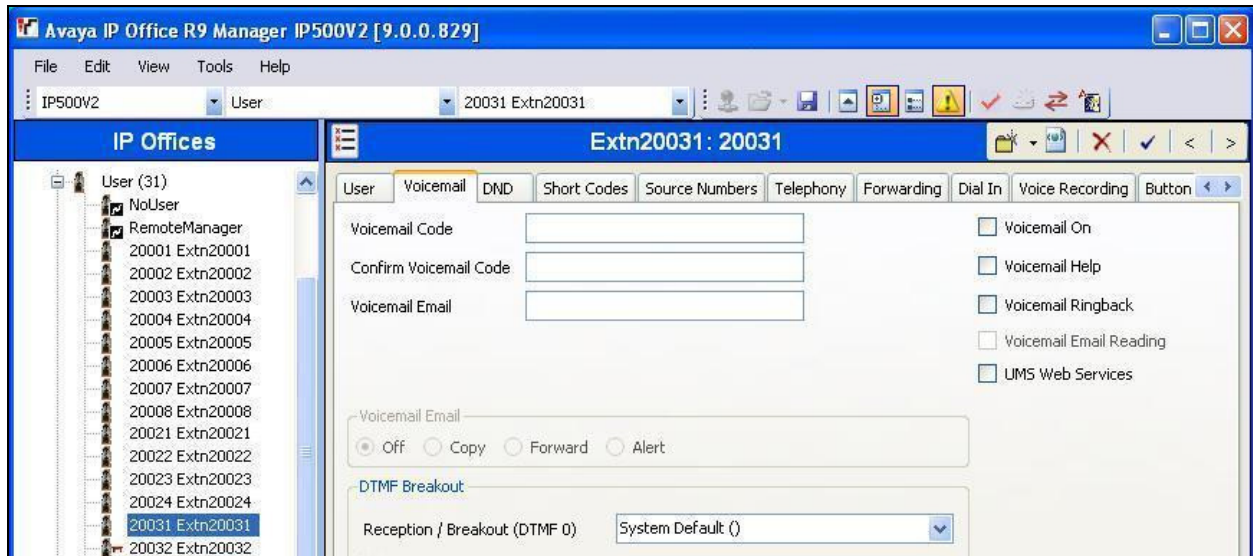 Avaya IP Office R9 Manager IP500V2 [9.0.0.829]
File Edit View Tools Help
IP500V2 User 20031 Extn20031
IP Offices
Extn20031: 20031
User (31)
NoUser
RemoteManager
20001 Extn20001
20002 Extn20002
20003 Extn20003
20004 Extn20004
20005 Extn20005
20006 Extn20006
20007 Extn20007
20008 Extn20008
20021 Extn20021
20022 Extn20022
20023 Extn20023
20024 Extn20024
20031 Extn20031
20032 Extn20032
User Voicemail DND Short Codes Source Numbers Telephony Forwarding Dial In Voice Recording Button
Voicemail Code
Confirm Voicemail Code
Voicemail Email
Voicemail On
Voicemail Help
Voicemail Ringback
Voicemail Email Reading
UMS Web Services
Voicemail Email
Off Copy Forward Alert
DTMF Breakout
Reception / Breakout (DTMF 0) System Default ()